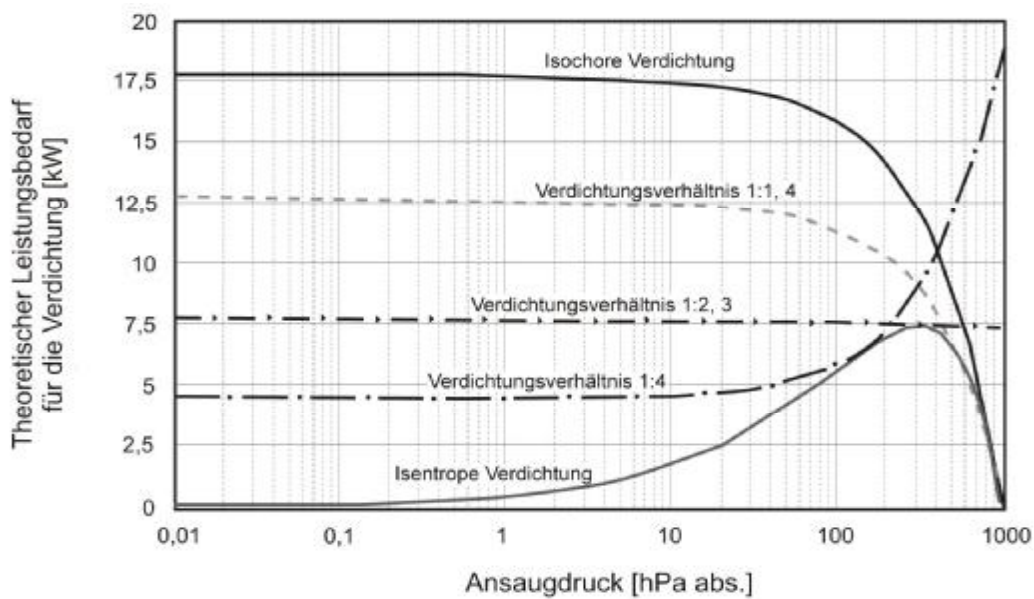 Theoretischer Leistungsbedarf
für die Verdichtung [kW]
20
17,5
15
12,5
10
7,5
5
2,5
0
Isochore Verdichtung
Verdichtungsverhältnis 1:1, 4
Verdichtungsverhältnis 1:2, 3
Verdichtungsverhältnis 1:4
Isentrope Verdichtung
0,01 0,1 1 10 100 1000
Ansaugdruck [hPa abs.]